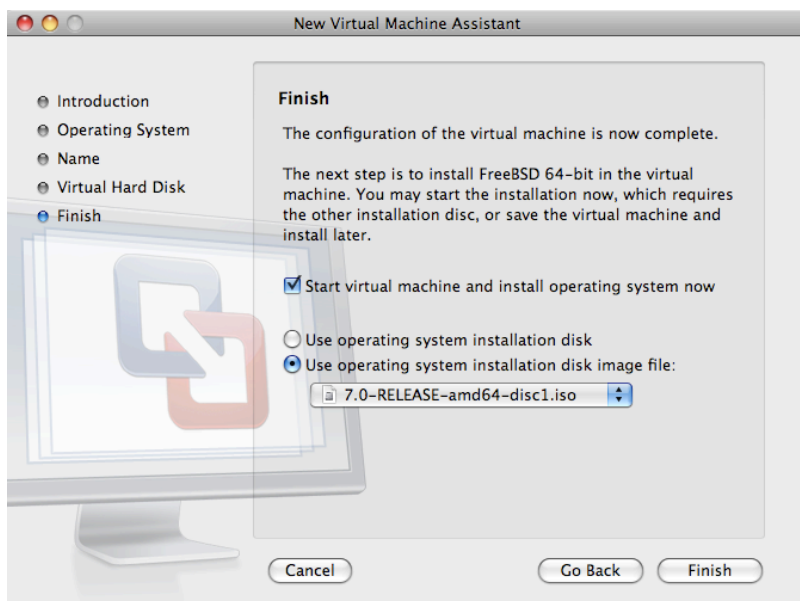 New Virtual Machine Assistant
Introduction
Operating System
Name
Virtual Hard Disk
Finish
Finish
The configuration of the virtual machine is now complete.
The next step is to install FreeBSD 64-bit in the virtual
machine. You may start the installation now, which requires
the other installation disc, or save the virtual machine and
install later.
Start virtual machine and install operating system now
Use operating system installation disk
Use operating system installation disk image file:
7.0-RELEASE-amd64-disc1.iso
Cancel
Go Back
Finish